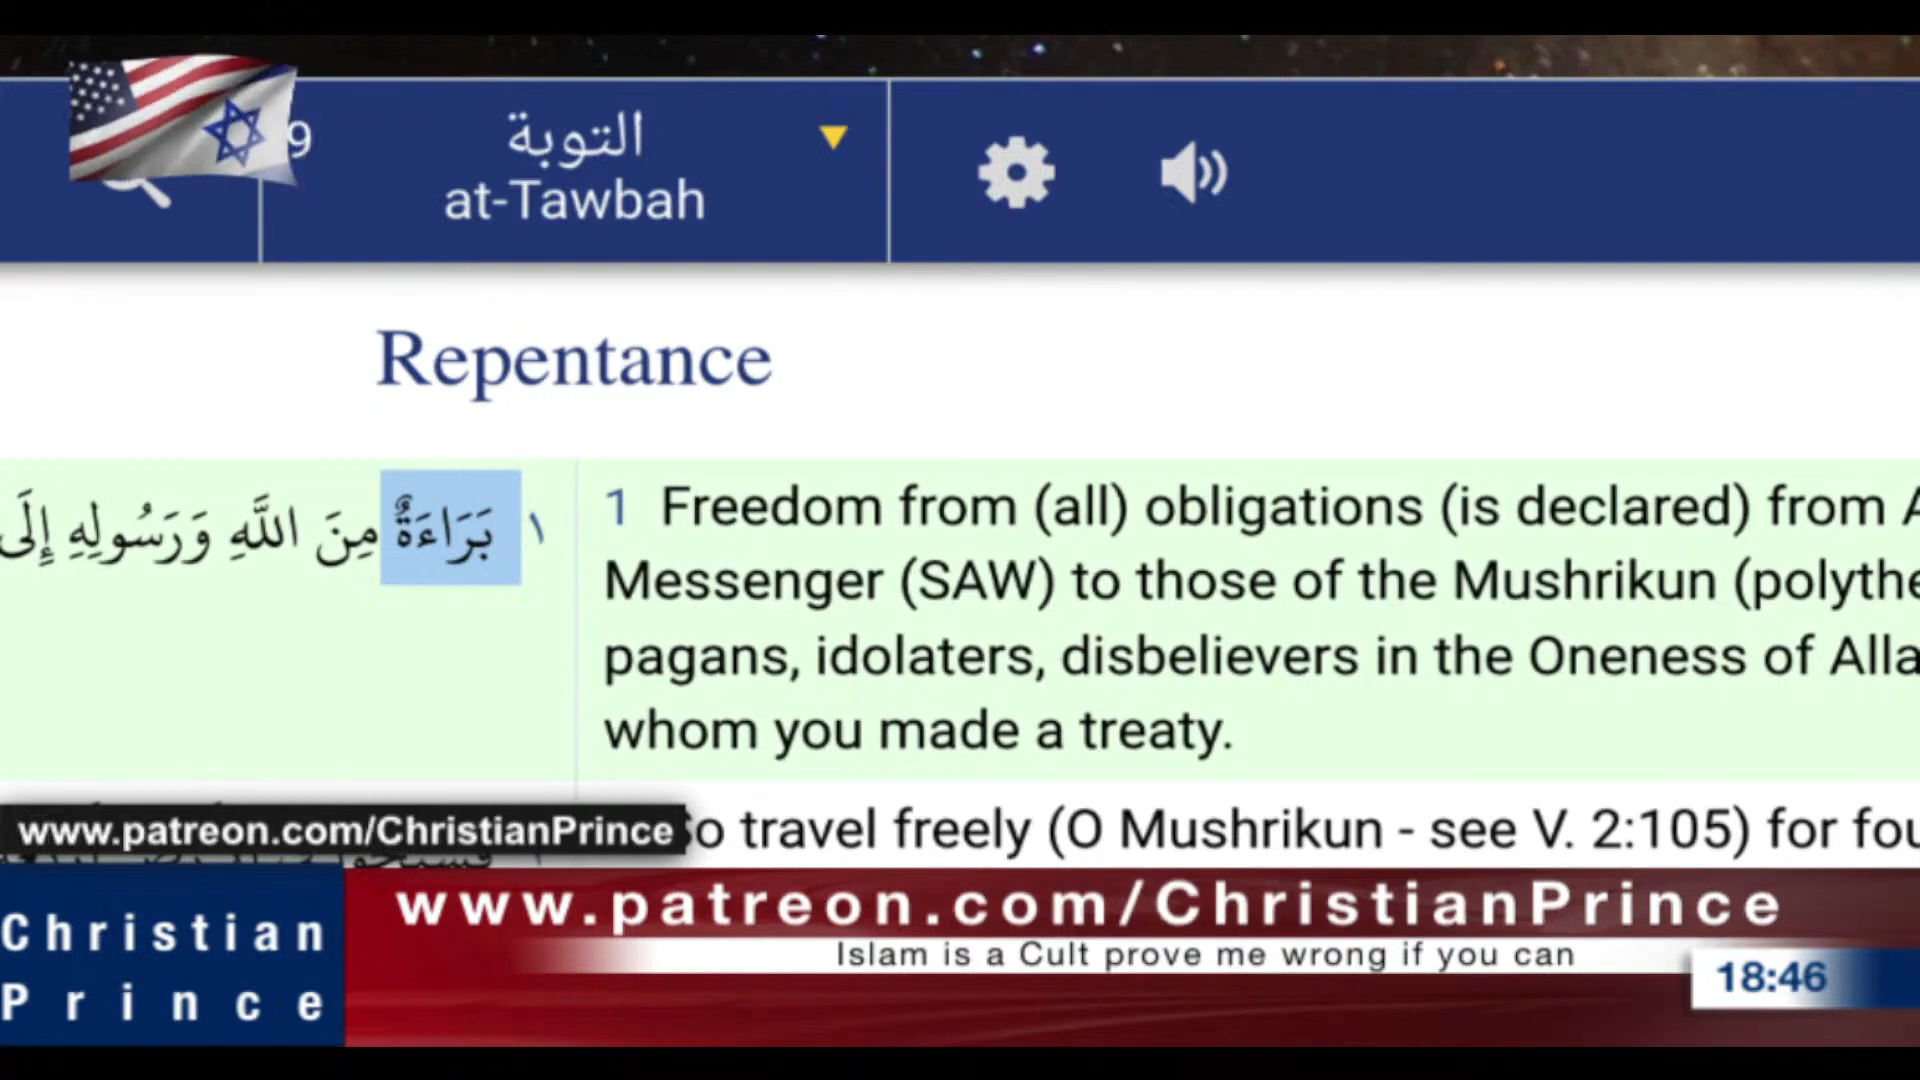 9
التوبة
at-Tawbah
Repentance
١ بَرَاءَةٌ مِنَ اللَّهِ وَرَسُولِهِ إِلَى
1 Freedom from (all) obligations (is declared) from A
Messenger (SAW) to those of the Mushrikun (polythe
pagans, idolaters, disbelievers in the Oneness of Alla
whom you made a treaty.
So travel freely (O Mushrikun - see V. 2:105) for fou
www.patreon.com/ChristianPrince
www.patreon.com/ChristianPrince
Islam is a Cult prove me wrong if you can
Christian
Prince
18:46